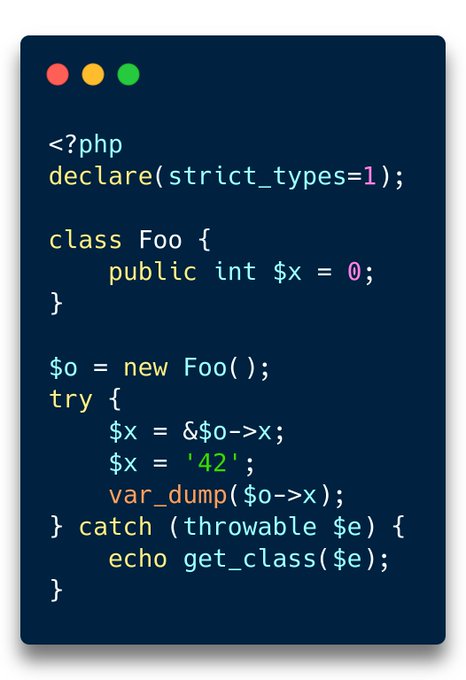 <?php
declare(strict_types=1);
class Foo {
    public int $x = 0;
}
$o = new Foo();
try {
    $x = &$o->x;
    $x = '42';
    var_dump($o->x);
} catch (throwable $e) {
    echo get_class($e);
}